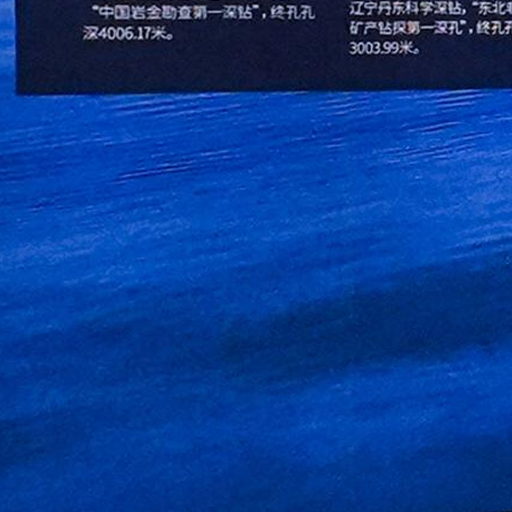 “中国岩金勘查第一深钻”，终孔孔
深4006.17米。
辽宁丹东科学深钻，“东北
矿产钻探第一深孔”，终孔孔
3003.99米。